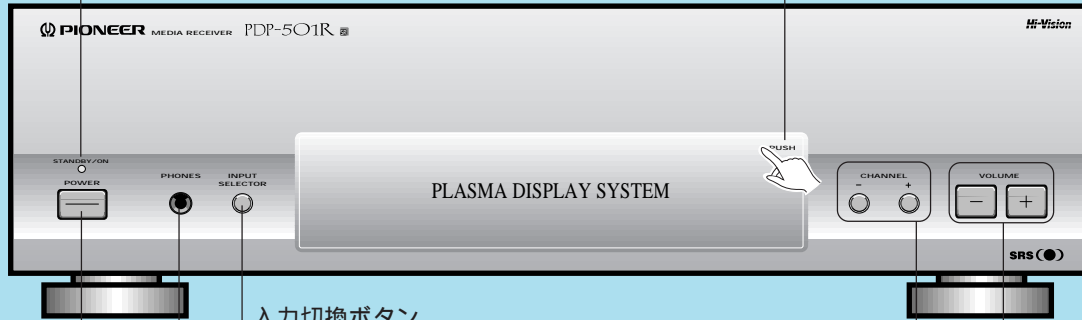 PIONEER MEDIA RECEIVER PDP-501R
Hi-Vision
STANDBY/ON
POWER
PHONES
INPUT
SELECTOR
PLASMA DISPLAY SYSTEM
PUSH
CHANNEL
– +
VOLUME
– +
SRS
入力切換ボタン